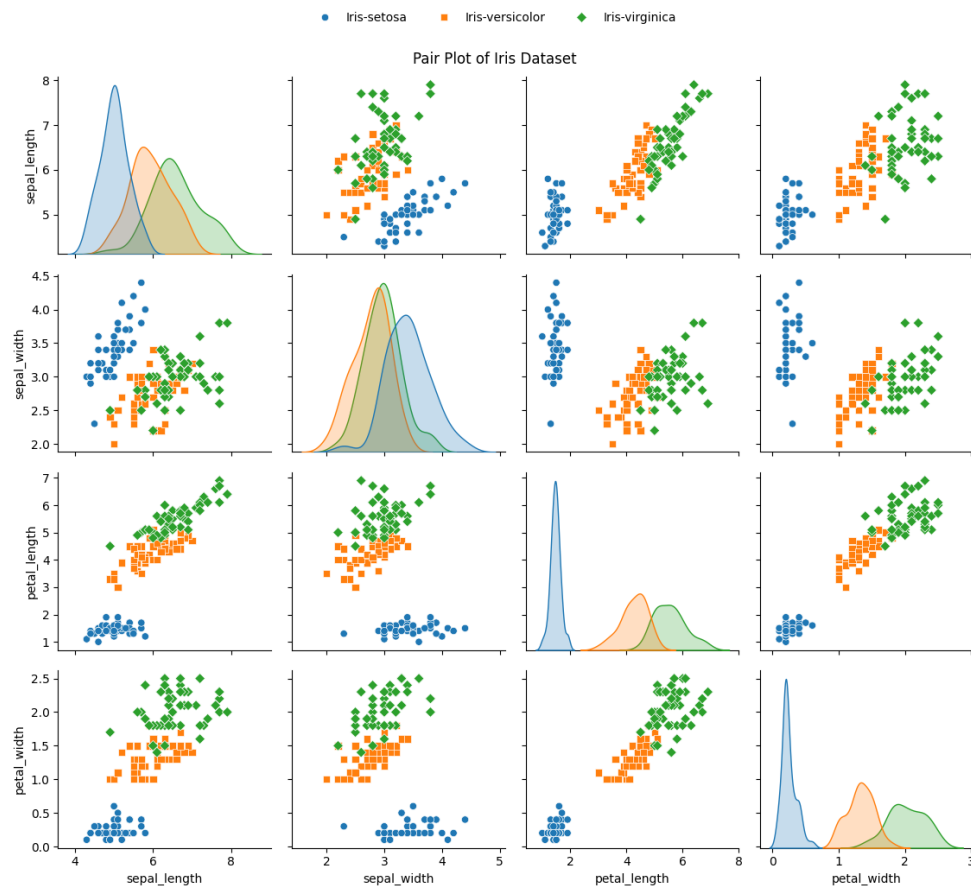 Iris-setosa Iris-versicolor Iris-virginica
Pair Plot of Iris Dataset
8
7
6
5
sepal_length
4.5
4.0
3.5
3.0
2.5
2.0
sepal_width
7
6
5
4
3
2
1
petal_length
2.5
2.0
1.5
1.0
0.5
0.0
petal_width
4 6 8
sepal_length
2 3 4 5
sepal_width
2 4 6 8
petal_length
0 1 2 3
petal_width